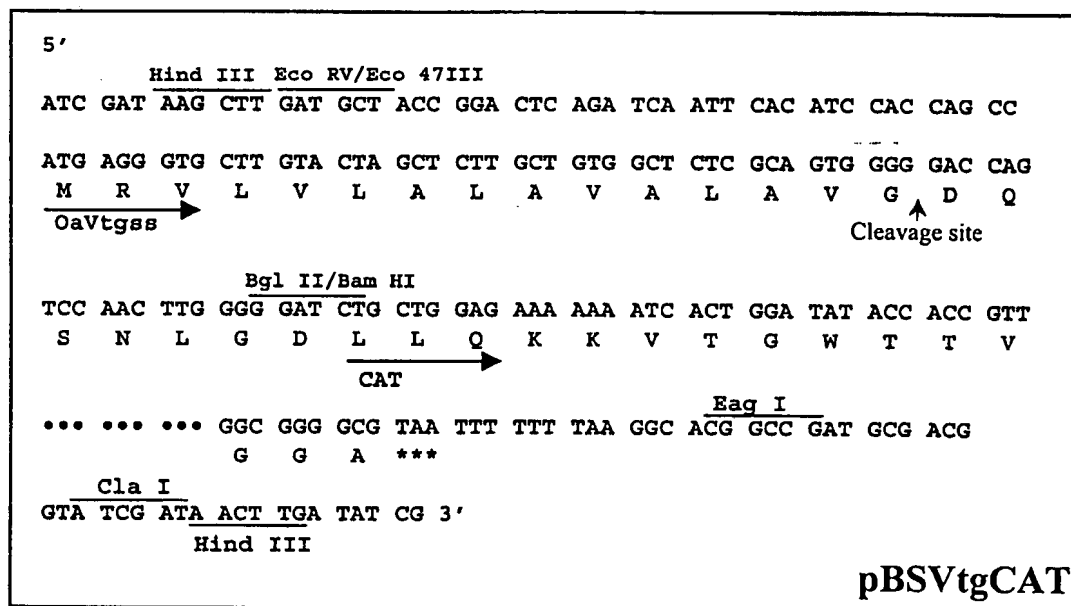 5′
Hind III Eco RV/Eco 47III
ATC GAT AAG CTT GAT GCT ACC GGA CTC AGA TCA ATT CAC ATC CAC CAG CC
ATG AGG GTG CTT GTA CTA GCT CTT GCT GTG GCT CTC GCA GTG GGG GAC CAG
M R V L V L A L A V A L A V G D Q
OaVtgss
Cleavage site
Bgl II/Bam HI
TCC AAC TTG GGG GATC TG CTG GAG AAA AAA ATC ACT GGA TAT ACC ACC GTT
S N L G D L L Q K K V T G W T T V
CAT
Eag I
••• ••• ••• GGC GGG GCG TAA TTT TTT TAA GGC ACG GCC GAT GCG ACG
G G A ***
Cla I
GTA TCG ATA ACT TGA TAT CG 3′
Hind III
pBSVtgCAT